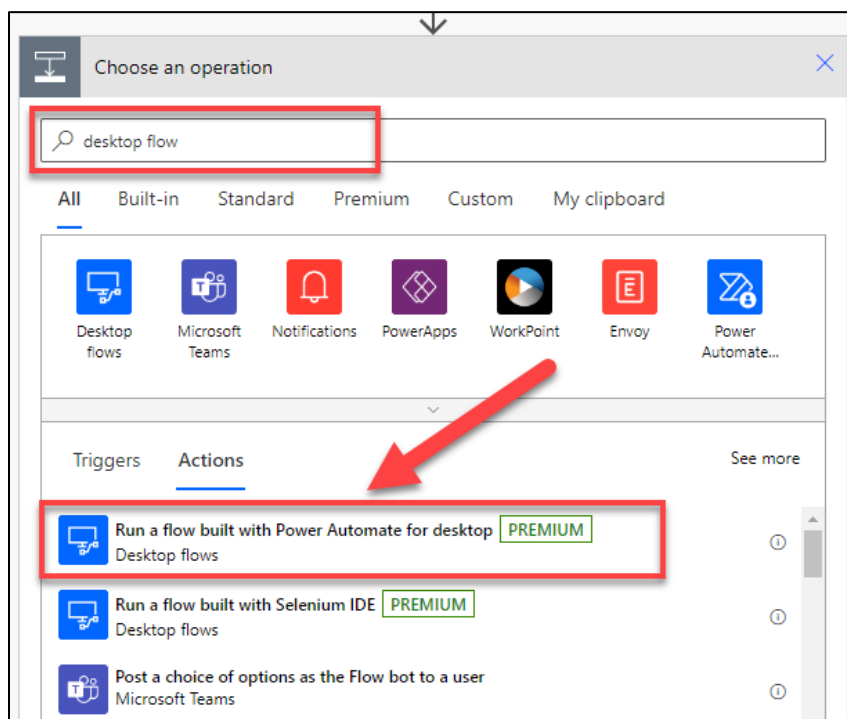 Choose an operation
desktop flow
All Built-in Standard Premium Custom My clipboard
Desktop
flows
Microsoft
Teams
Notifications
PowerApps
WorkPoint
Envoy
Power
Automate...
Triggers Actions See more
Run a flow built with Power Automate for desktop PREMIUM
Desktop flows
Run a flow built with Selenium IDE PREMIUM
Desktop flows
Post a choice of options as the Flow bot to a user
Microsoft Teams